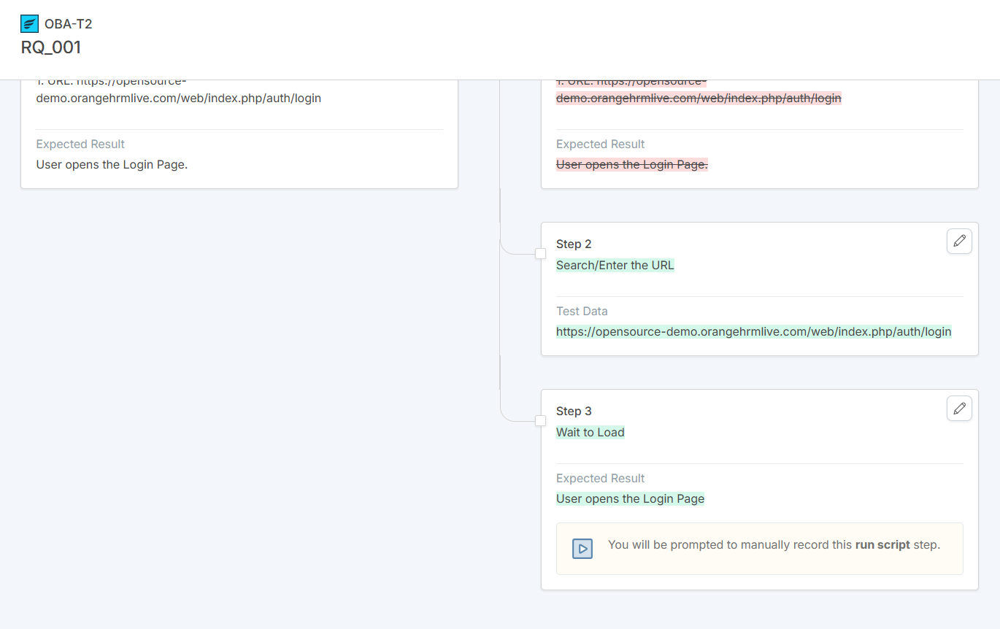 OBA-T2
RQ_001
1. URL: https://opensource-
demo.orangehrmlive.com/web/index.php/auth/login
Expected Result
User opens the Login Page.
1. URL: https://opensource-
demo.orangehrmlive.com/web/index.php/auth/login
Expected Result
User opens the Login Page.
Step 2
Search/Enter the URL
Test Data
https://opensource-demo.orangehrmlive.com/web/index.php/auth/login
Step 3
Wait to Load
Expected Result
User opens the Login Page
You will be prompted to manually record this run script step.